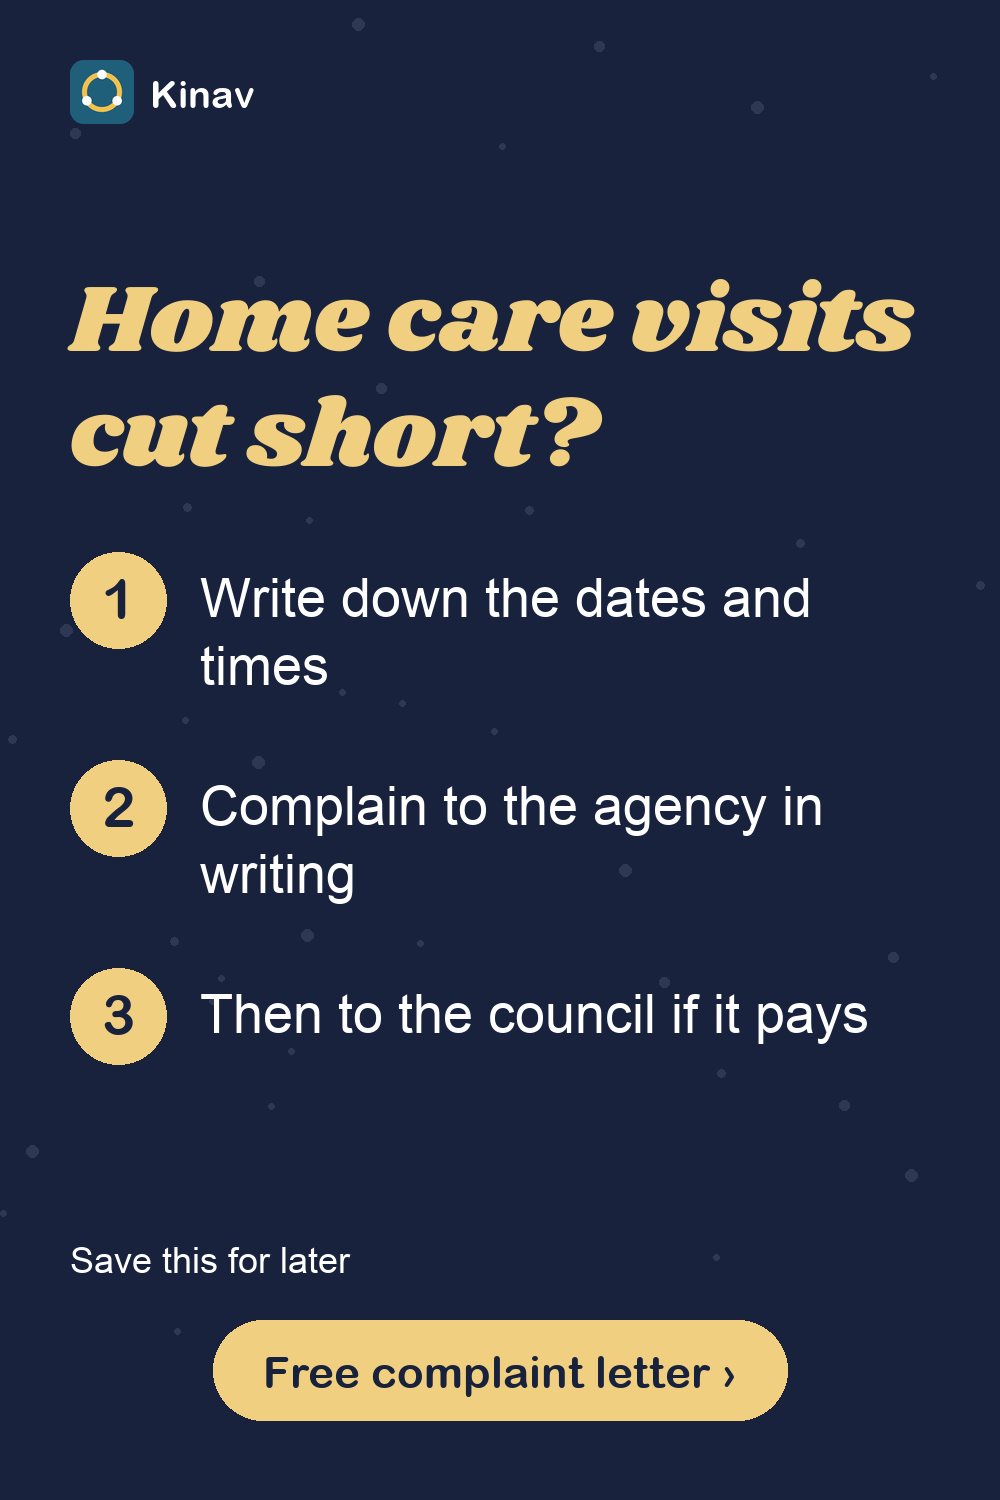 Kinav
Home care visits
cut short?
1 Write down the dates and
times
2 Complain to the agency in
writing
3 Then to the council if it pays
Save this for later
Free complaint letter ›